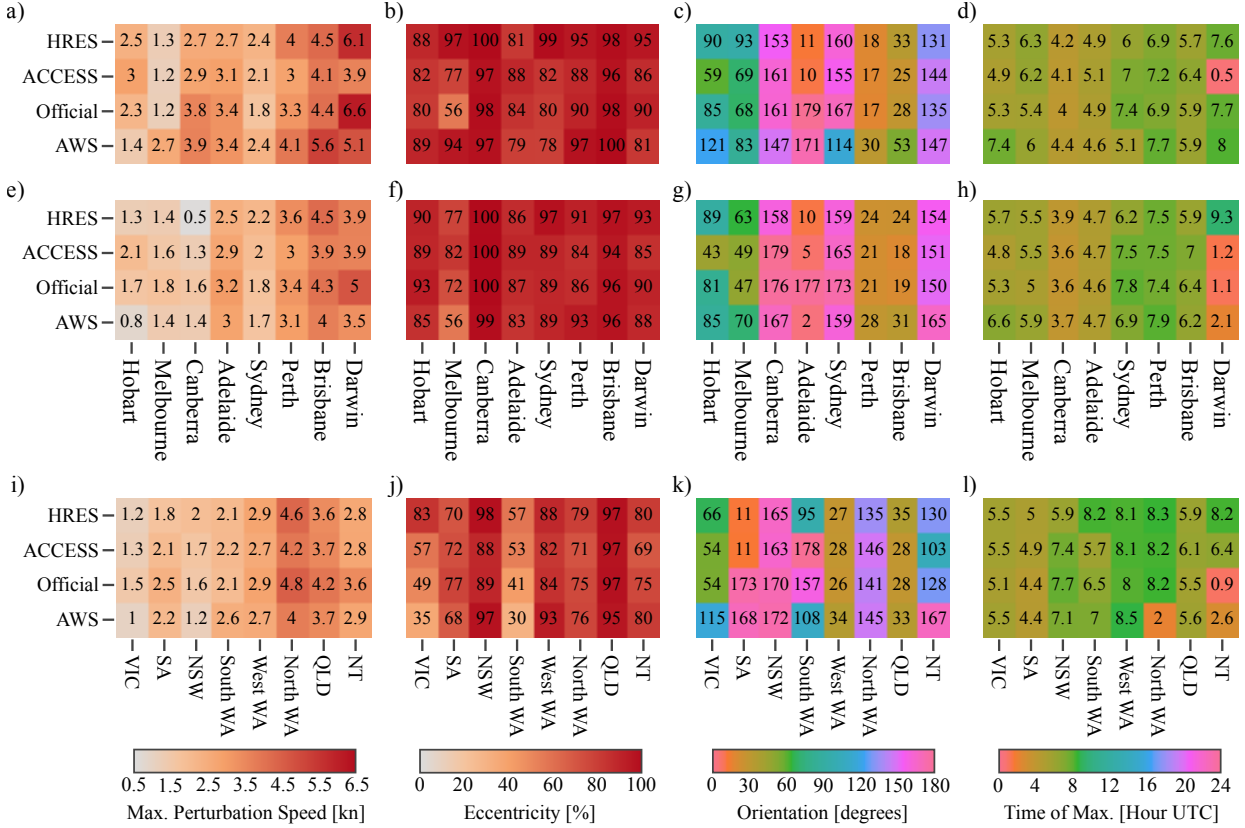 a) b) c) d)
HRES 2.5 1.3 2.7 2.7 2.4 4 4.5 6.1 88 97 100 81 99 95 98 95 90 93 153 11 160 18 33 131 5.3 6.3 4.2 4.9 6 6.9 5.7 7.6
ACCESS 3 1.2 2.9 3.1 2.1 3 4.1 3.9 82 77 97 88 82 88 96 86 59 69 161 10 155 17 25 144 4.9 6.2 4.1 5.1 7 7.2 6.4 0.5
Official 2.3 1.2 3.8 3.4 1.8 3.3 4.4 6.6 80 56 98 84 80 90 98 90 85 68 161 179 167 17 28 135 5.3 5.3 4 4.9 7.4 6.9 5.9 7.7
AWS 1.4 2.7 3.9 3.4 2.4 4.1 5.6 5.1 89 94 97 79 78 97 100 81 121 83 147 171 114 30 53 147 7.4 6 4.4 4.6 5.1 7.7 5.9 8
e) f) g) h)
HRES 1.3 1.4 0.5 2.5 2.2 3.6 4.5 3.9 90 77 100 86 97 91 97 93 89 63 158 10 159 24 24 154 5.7 5.5 3.9 4.7 6.2 7.5 5.9 9.3
ACCESS 2.1 1.6 1.3 2.9 2 3 3.9 3.9 89 82 100 89 89 84 94 85 43 49 179 5 165 21 18 151 4.8 5.5 3.6 4.7 7.5 7.5 7 1.2
Official 1.7 1.8 1.6 3.2 1.8 3.4 4.3 5 93 72 100 87 89 86 96 90 81 47 176 177 173 21 19 150 5.3 5 3.6 4.6 7.8 7.4 6.4 1.1
AWS 0.8 1.4 1.4 3 1.7 3.1 4 3.5 85 56 99 83 89 93 96 88 85 70 167 2 159 28 31 165 6.6 5.9 3.7 4.7 6.9 7.9 6.2 2.1
Hobart Melbourne Canberra Adelaide Sydney Perth Brisbane Darwin Hobart Melbourne Canberra Adelaide Sydney Perth Brisbane Darwin Hobart Melbourne Canberra Adelaide Sydney Perth Brisbane Darwin Hobart Melbourne Canberra Adelaide Sydney Perth Brisbane Darwin
i) j) k) l)
HRES 1.2 1.8 2 2.1 2.9 4.6 3.6 2.8 83 70 98 57 88 79 97 80 66 11 165 95 27 135 35 130 5.5 5 5.9 8.2 8.1 8.3 5.9 8.2
ACCESS 1.3 2.1 1.7 2.2 2.7 4.2 3.7 2.8 57 72 88 53 82 71 97 69 54 11 163 178 28 146 28 103 5.5 4.9 7.4 5.7 8.1 8.2 6.1 6.4
Official 1.5 2.5 1.6 2.1 2.9 4.8 4.2 3.6 49 77 89 41 84 75 97 75 54 173 170 157 26 141 28 128 5.1 4.4 7.7 6.5 8 8.2 5.5 0.9
AWS 1 2.2 1.2 2.6 2.7 4 3.7 2.9 35 68 97 30 93 76 95 80 115 168 172 108 34 145 33 167 5.5 4.4 7.1 7 8.5 2 5.6 2.6
VIC SA NSW South WA West WA North WA QLD NT VIC SA NSW South WA West WA North WA QLD NT VIC SA NSW South WA West WA North WA QLD NT VIC SA NSW South WA West WA North WA QLD NT
0.5 1.5 2.5 3.5 4.5 5.5 6.5 0 20 40 60 80 100 0 30 60 90 120 150 180 0 4 8 12 16 20 24
Max. Perturbation Speed [kn] Eccentricity [%] Orientation [degrees] Time of Max. [Hour UTC]